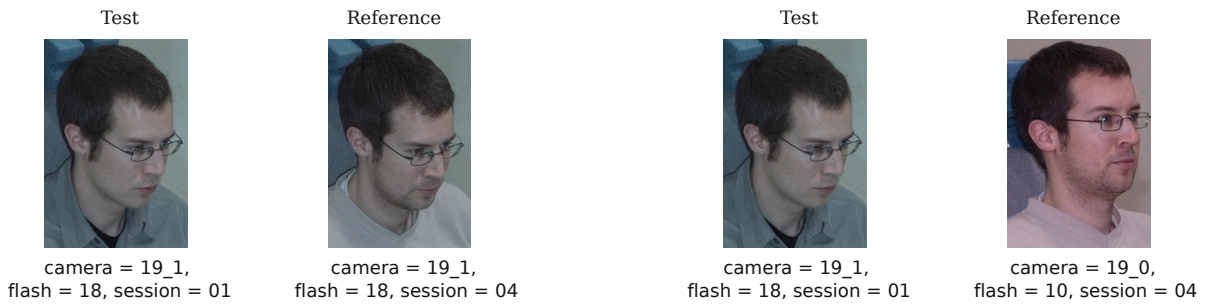 Test
Reference
Test
Reference
camera = 19_1,
flash = 18, session = 01
camera = 19_1,
flash = 18, session = 04
camera = 19_1,
flash = 18, session = 01
camera = 19_0,
flash = 10, session = 04